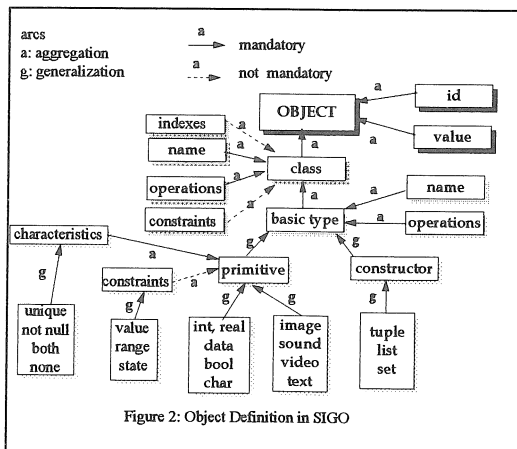 arcs
a: aggregation
g: generalization
a
mandatory
a
not mandatory
OBJECT
a
id
a
value
indexes
a
name
a
a
class
operations
a
constraints
a
a
name
a
basic type
a
operations
characteristics
g
g
a
primitive
constructor
g
constraints
a
g
g
g
g
unique
not null
both
none
value
range
state
int, real
data
bool
char
image
sound
video
text
tuple
list
set
Figure 2: Object Definition in SIGO